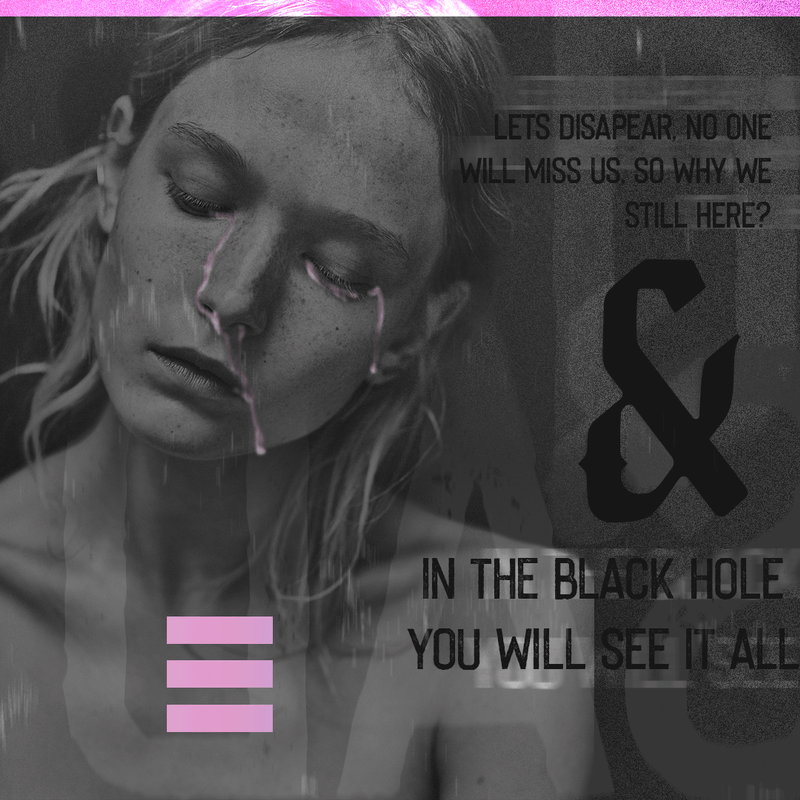 LETS DISAPEAR, NO ONE
WILL MISS US, SO WHY WE
STILL HERE?
&
IN THE BLACK HOLE
YOU WILL SEE IT ALL